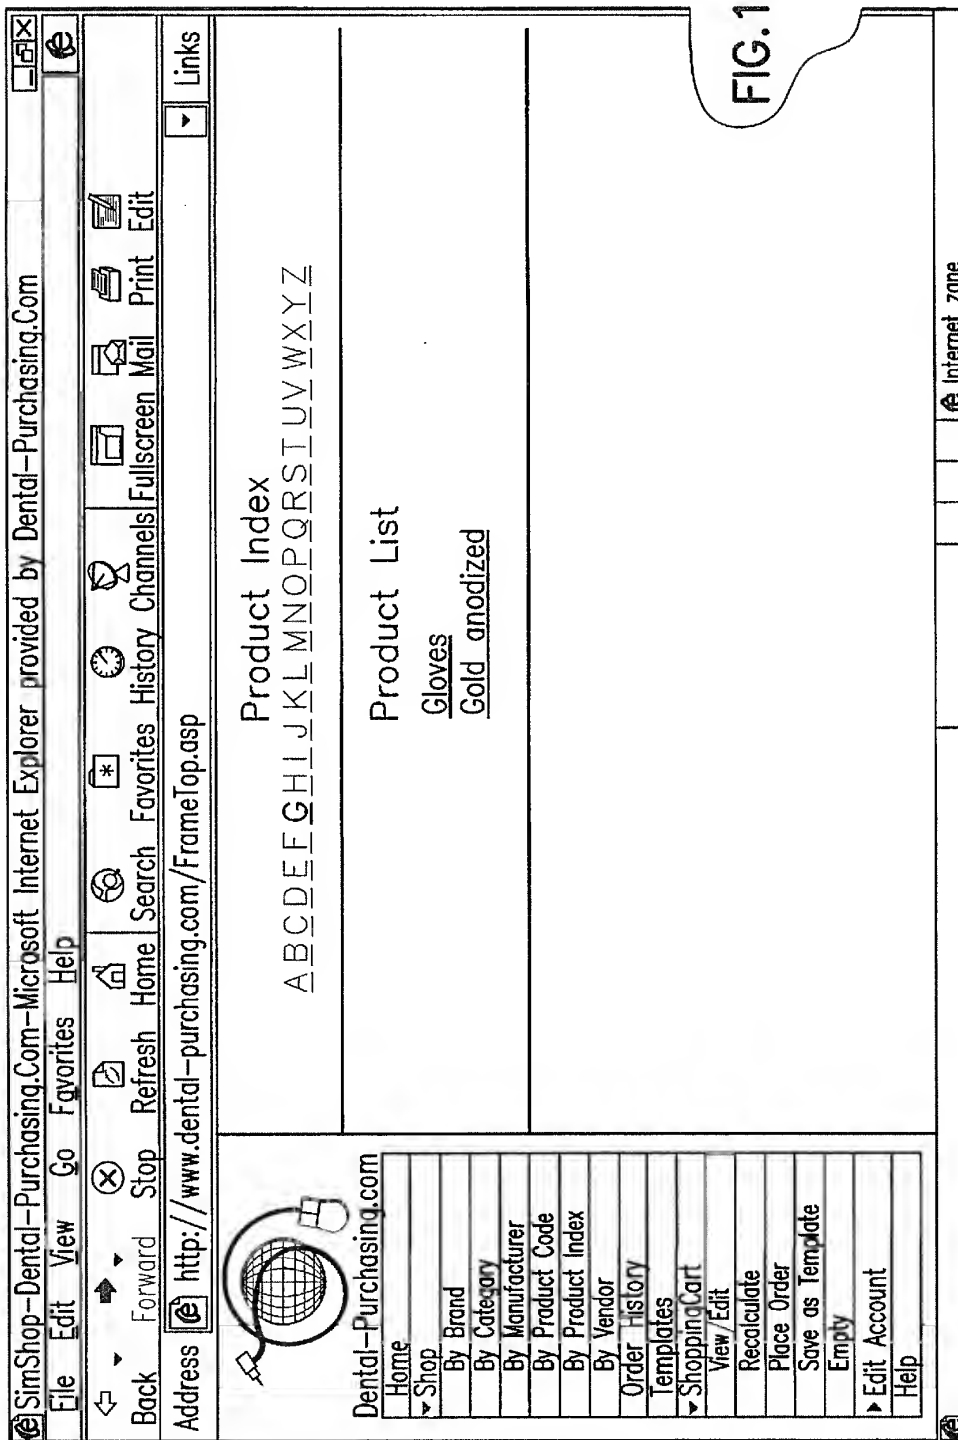 SimShop-Dental-Purchasing.Com-Microsoft Internet Explorer provided by Dental-Purchasing.Com
File Edit View Go Favorites Help
Back Forward Stop Refresh Home Search Favorites History Channels Fullscreen Mail Print Edit
Address http://www.dental-purchasing.com/FrameTop.asp Links
Dental-Purchasing.com
Home
Shop
By Brand
By Category
By Manufacturer
By Product Code
By Product Index
By Vendor
Order History
Templates
ShoppingCart
View/Edit
Recalculate
Place Order
Save as Template
Empty
Edit Account
Help
Product Index
A B C D E F G H I J K L M N O P Q R S T U V W X Y Z
Product List
Gloves
Gold anodized
Internet zone
FIG. 1